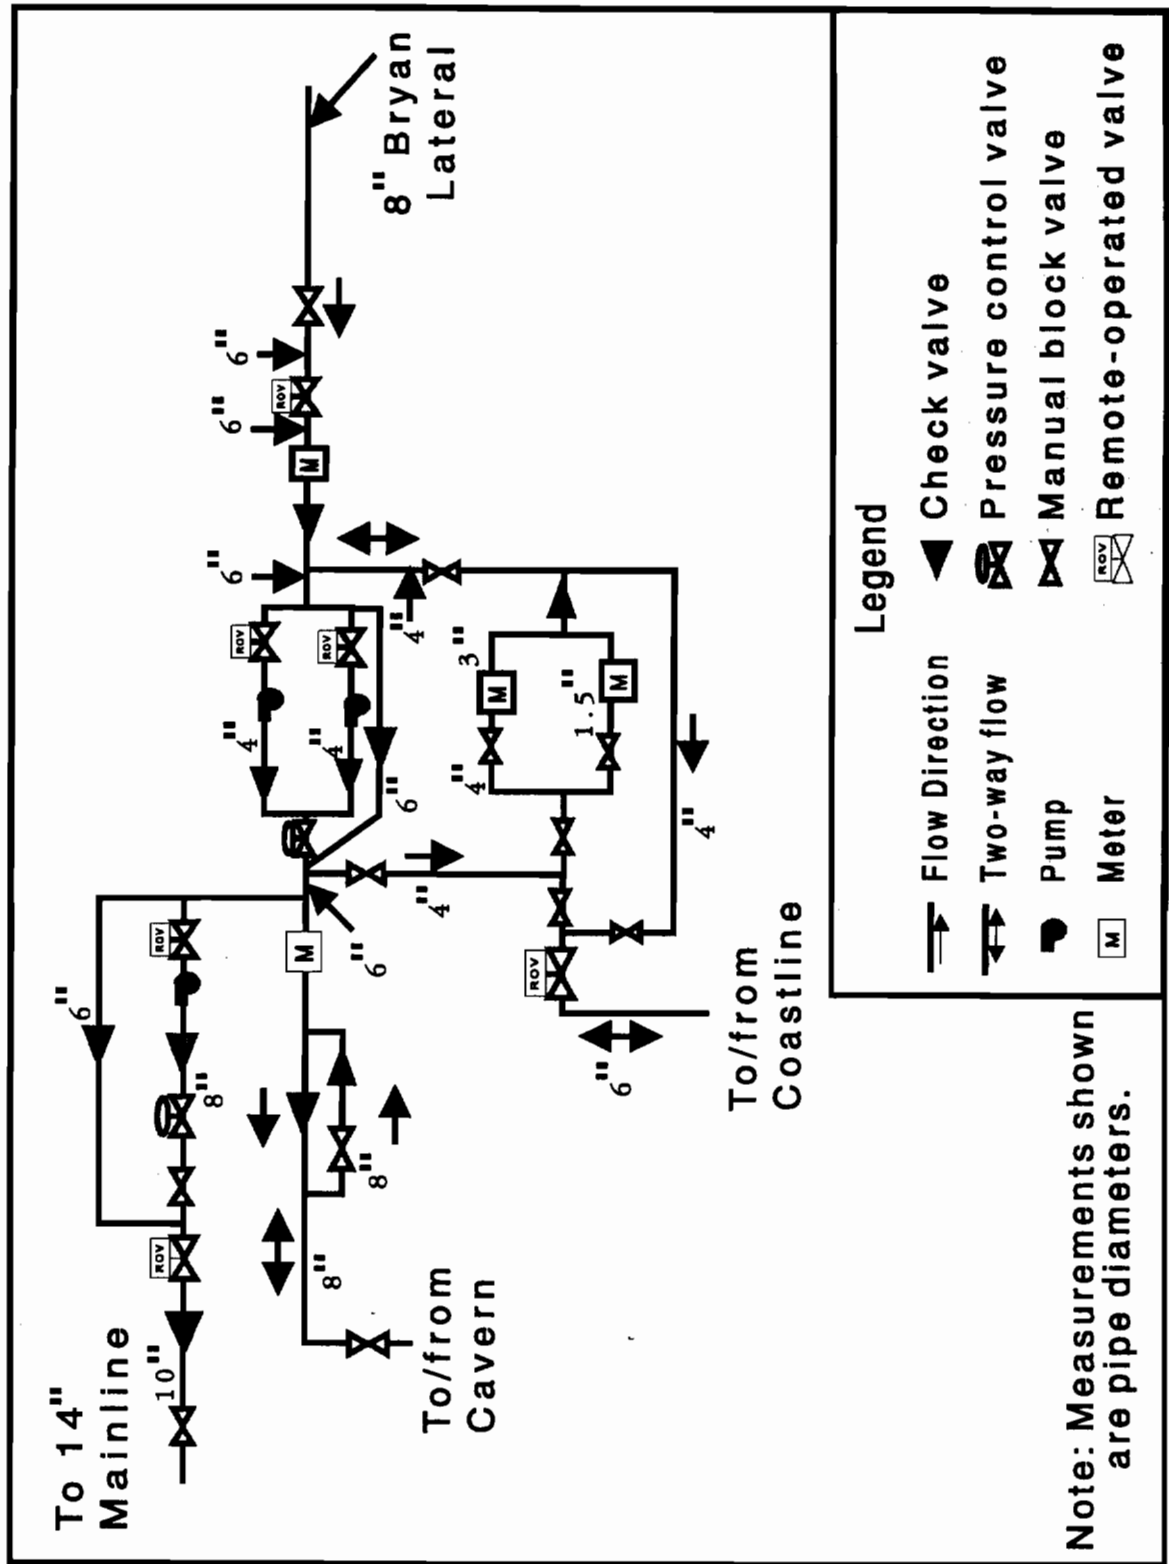 To 14"
Mainline
10"
ROV
8"
6"
ROV
To/from
Cavern
8"
8"
M
6"
4"
4"
6"
ROV
ROV
6"
M
6"
ROV
6"
8" Bryan
Lateral
4"
To/from
Coastline
6"
ROV
4"
3"
M
1.5"
M
4"
Legend
Flow Direction
Check valve
Two-way flow
Pressure control valve
Pump
Manual block valve
M
Meter
ROV
Remote-operated valve
Note: Measurements shown
are pipe diameters.